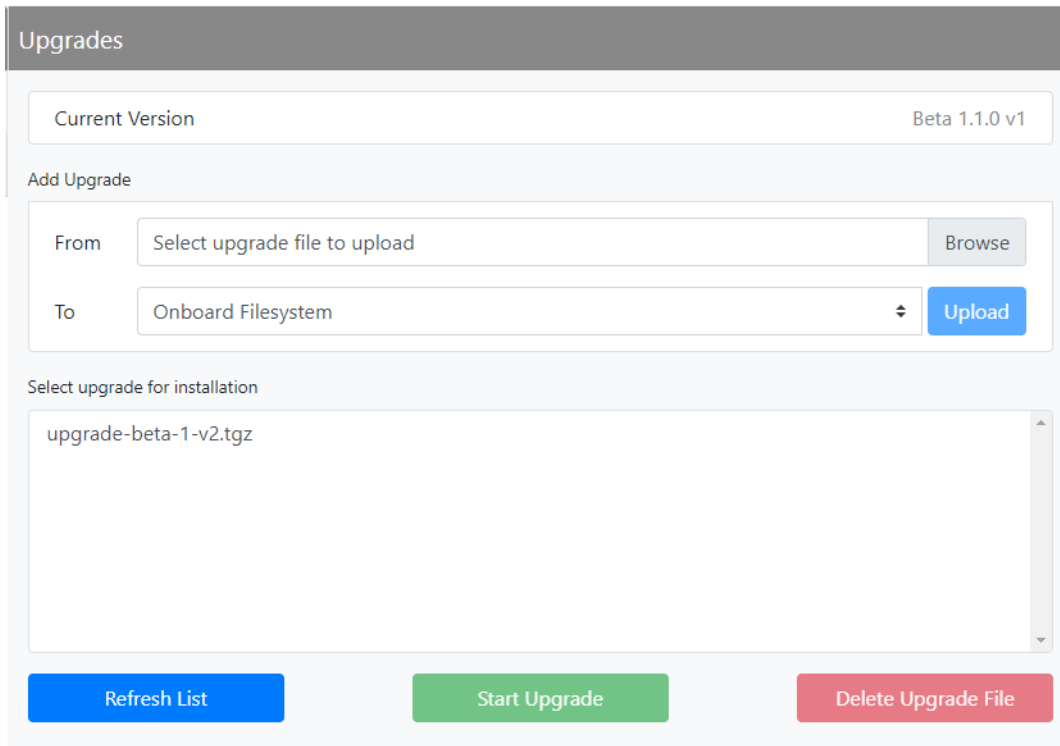 Upgrades
Current Version Beta 1.1.0 v1
Add Upgrade
From Select upgrade file to upload Browse
To Onboard Filesystem Upload
Select upgrade for installation
upgrade-beta-1-v2.tgz
Refresh List Start Upgrade Delete Upgrade File